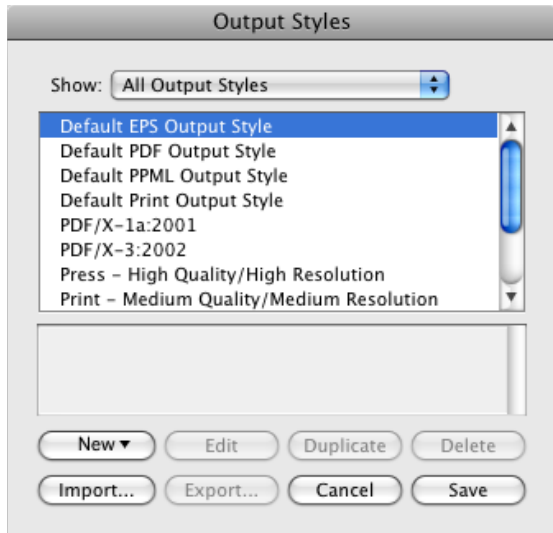 Output Styles
Show: All Output Styles
Default EPS Output Style
Default PDF Output Style
Default PPML Output Style
Default Print Output Style
PDF/X-1a:2001
PDF/X-3:2002
Press – High Quality/High Resolution
Print – Medium Quality/Medium Resolution
New Edit Duplicate Delete
Import... Export... Cancel Save